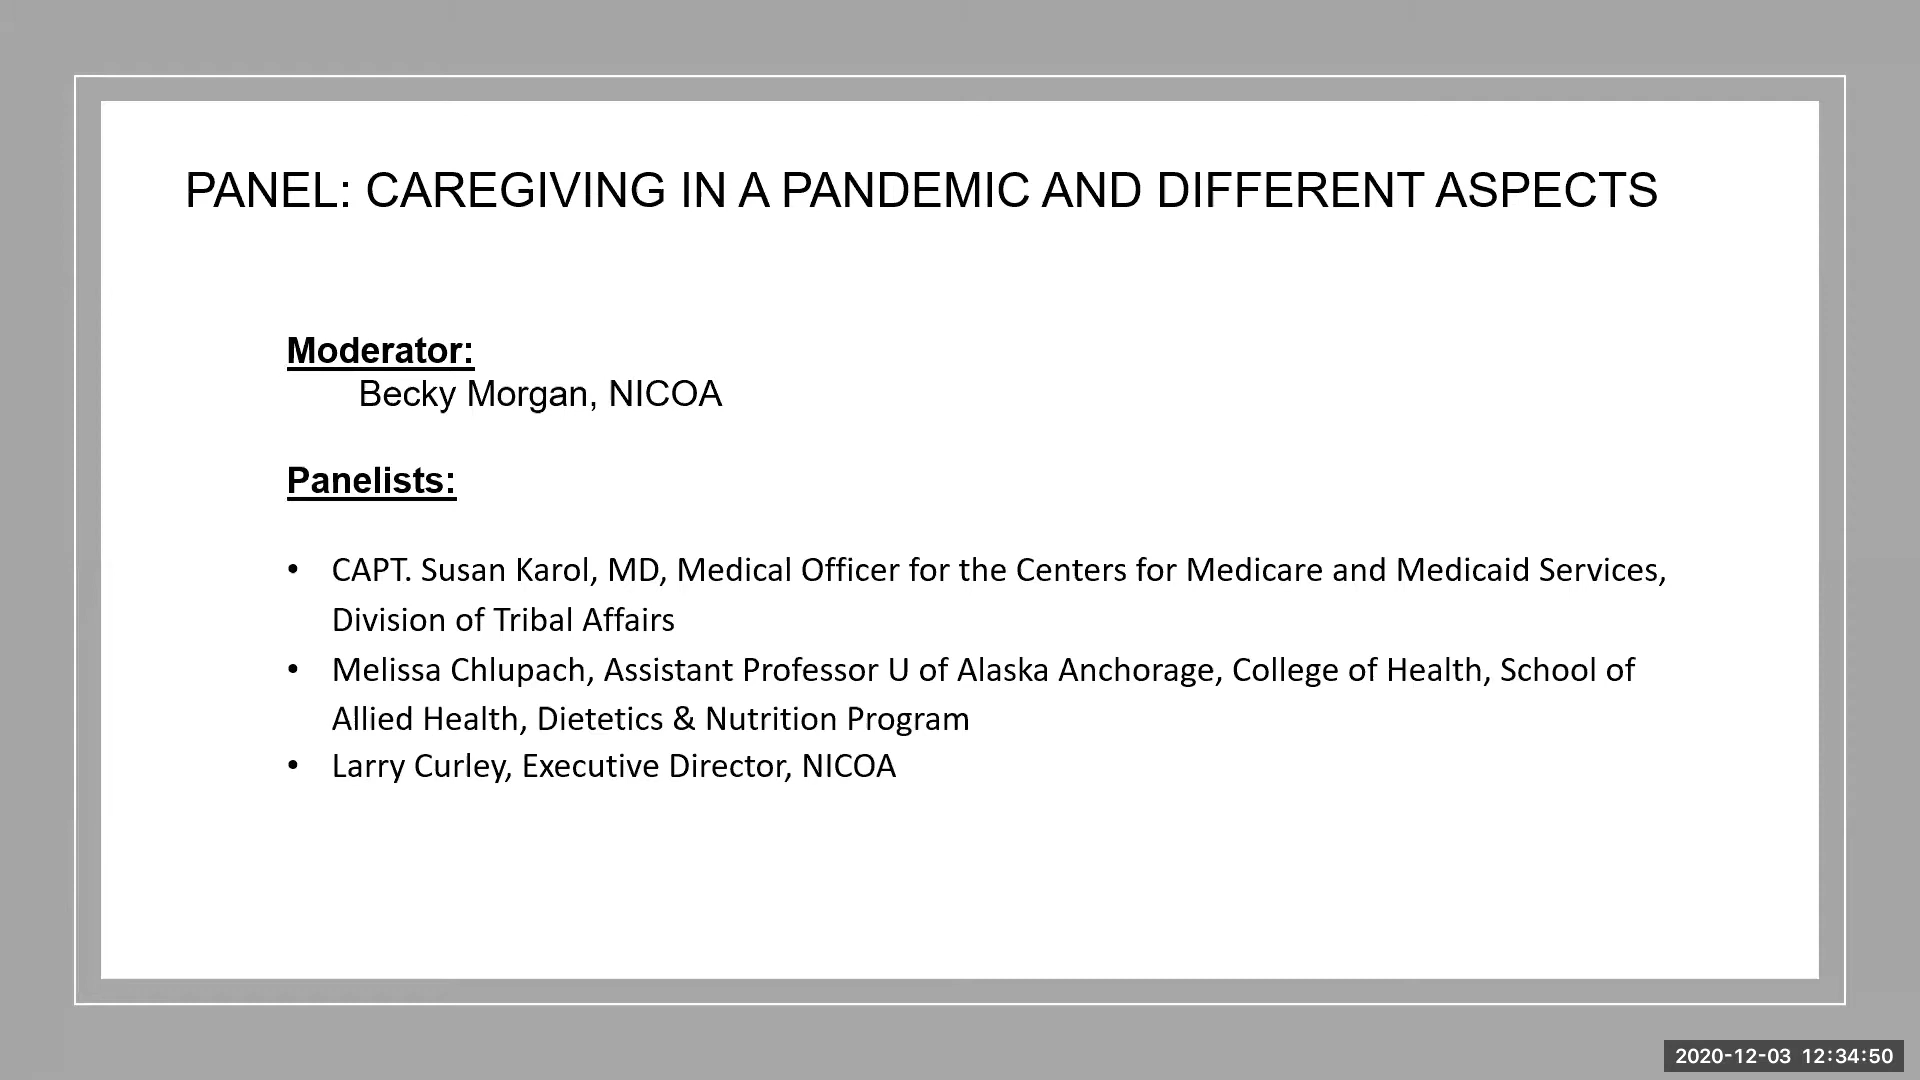 PANEL: CAREGIVING IN A PANDEMIC AND DIFFERENT ASPECTS
Moderator:
Becky Morgan, NICOA
Panelists:
• CAPT. Susan Karol, MD, Medical Officer for the Centers for Medicare and Medicaid Services,
Division of Tribal Affairs
• Melissa Chlupach, Assistant Professor U of Alaska Anchorage, College of Health, School of
Allied Health, Dietetics & Nutrition Program
• Larry Curley, Executive Director, NICOA
2020-12-03 12:34:50